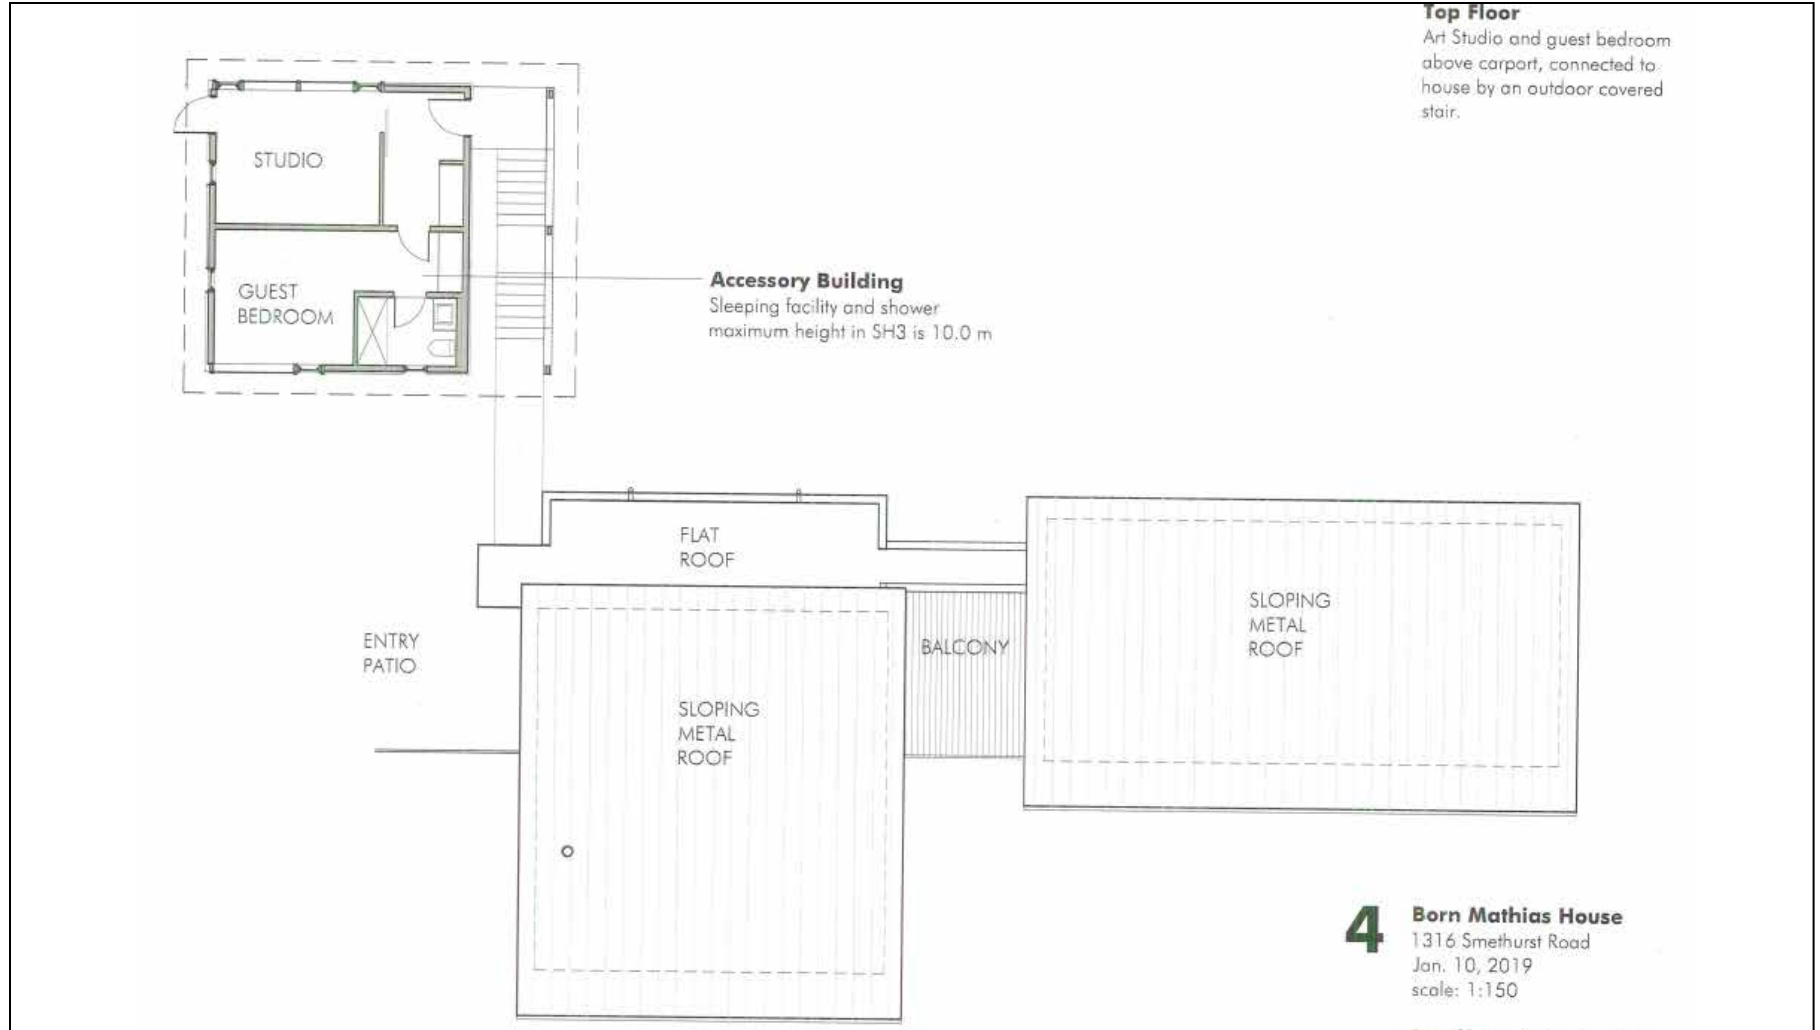 Top Floor
Art Studio and guest bedroom
above carport, connected to
house by an outdoor covered
stair.
STUDIO
GUEST
BEDROOM
Accessory Building
Sleeping facility and shower
maximum height in SH3 is 10.0 m
FLAT
ROOF
ENTRY
PATIO
BALCONY
SLOPING
METAL
ROOF
SLOPING
METAL
ROOF
4
Born Mathias House
1316 Smethurst Road
Jan. 10, 2019
scale: 1:150